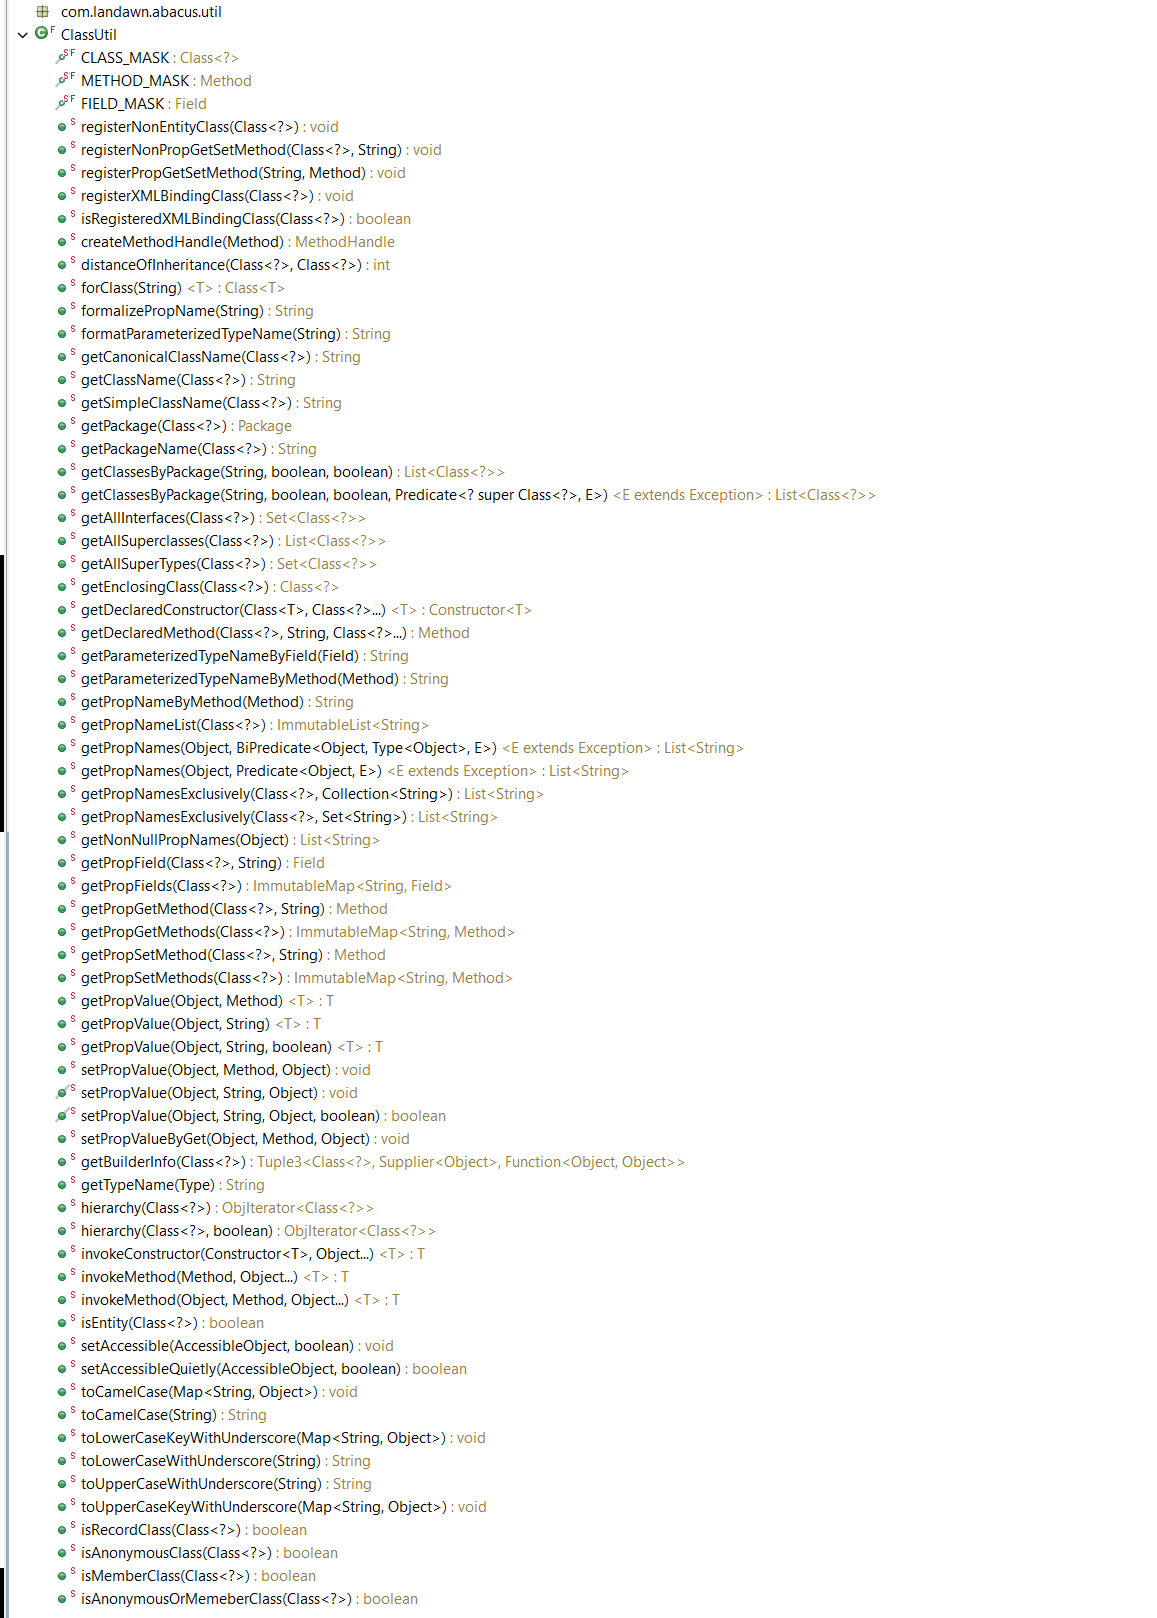 com.landawn.abacus.util
ClassUtil
CLASS_MASK : Class<?>
METHOD_MASK : Method
FIELD_MASK : Field
registerNonEntityClass(Class<?>) : void
registerNonPropGetSetMethod(Class<?>, String) : void
registerPropGetSetMethod(String, Method) : void
registerXMLBindingClass(Class<?>) : void
isRegisteredXMLBindingClass(Class<?>) : boolean
createMethodHandle(Method) : MethodHandle
distanceOfInheritance(Class<?>, Class<?>) : int
forClass(String) <T> : Class<T>
formalizePropName(String) : String
formatParameterizedTypeName(String) : String
getCanonicalClassName(Class<?>) : String
getClassName(Class<?>) : String
getSimpleClassName(Class<?>) : String
getPackage(Class<?>) : Package
getPackageName(Class<?>) : String
getClassesByPackage(String, boolean, boolean) : List<Class<?>>
getClassesByPackage(String, boolean, boolean, Predicate<? super Class<?>, E>) <E extends Exception> : List<Class<?>>
getAllInterfaces(Class<?>) : Set<Class<?>>
getAllSuperclasses(Class<?>) : List<Class<?>>
getAllSuperTypes(Class<?>) : Set<Class<?>>
getEnclosingClass(Class<?>) : Class<?>
getDeclaredConstructor(Class<T>, Class<?>...) <T> : Constructor<T>
getDeclaredMethod(Class<?>, String, Class<?>...) : Method
getParameterizedTypeNameByField(Field) : String
getParameterizedTypeNameByMethod(Method) : String
getPropNameByMethod(Method) : String
getPropNameList(Class<?>) : ImmutableList<String>
getPropNames(Object, BiPredicate<Object, Type<Object>, E>) <E extends Exception> : List<String>
getPropNames(Object, Predicate<Object, E>) <E extends Exception> : List<String>
getPropNamesExclusively(Class<?>, Collection<String>) : List<String>
getPropNamesExclusively(Class<?>, Set<String>) : List<String>
getNonNullPropNames(Object) : List<String>
getPropField(Class<?>, String) : Field
getPropFields(Class<?>) : ImmutableMap<String, Field>
getPropGetMethod(Class<?>, String) : Method
getPropGetMethods(Class<?>) : ImmutableMap<String, Method>
getPropSetMethod(Class<?>, String) : Method
getPropSetMethods(Class<?>) : ImmutableMap<String, Method>
getPropValue(Object, Method) <T> : T
getPropValue(Object, String) <T> : T
getPropValue(Object, String, boolean) <T> : T
setPropValue(Object, Method, Object) : void
setPropValue(Object, String, Object) : void
setPropValue(Object, String, Object, boolean) : boolean
setPropValueByGet(Object, Method, Object) : void
getBuilderInfo(Class<?>) : Tuple3<Class<?>, Supplier<Object>, Function<Object, Object>>
getTypeName(Type) : String
hierarchy(Class<?>) : ObjIterator<Class<?>>
hierarchy(Class<?>, boolean) : ObjIterator<Class<?>>
invokeConstructor(Constructor<T>, Object...) <T> : T
invokeMethod(Method, Object...) <T> : T
invokeMethod(Object, Method, Object...) <T> : T
isEntity(Class<?>) : boolean
setAccessible(AccessibleObject, boolean) : void
setAccessibleQuietly(AccessibleObject, boolean) : boolean
toCamelCase(Map<String, Object>) : void
toCamelCase(String) : String
toLowerCaseKeyWithUnderscore(Map<String, Object>) : void
toLowerCaseWithUnderscore(String) : String
toUpperCaseWithUnderscore(String) : String
toUpperCaseKeyWithUnderscore(Map<String, Object>) : void
isRecordClass(Class<?>) : boolean
isAnonymousClass(Class<?>) : boolean
isMemberClass(Class<?>) : boolean
isAnonymousOrMemeberClass(Class<?>) : boolean